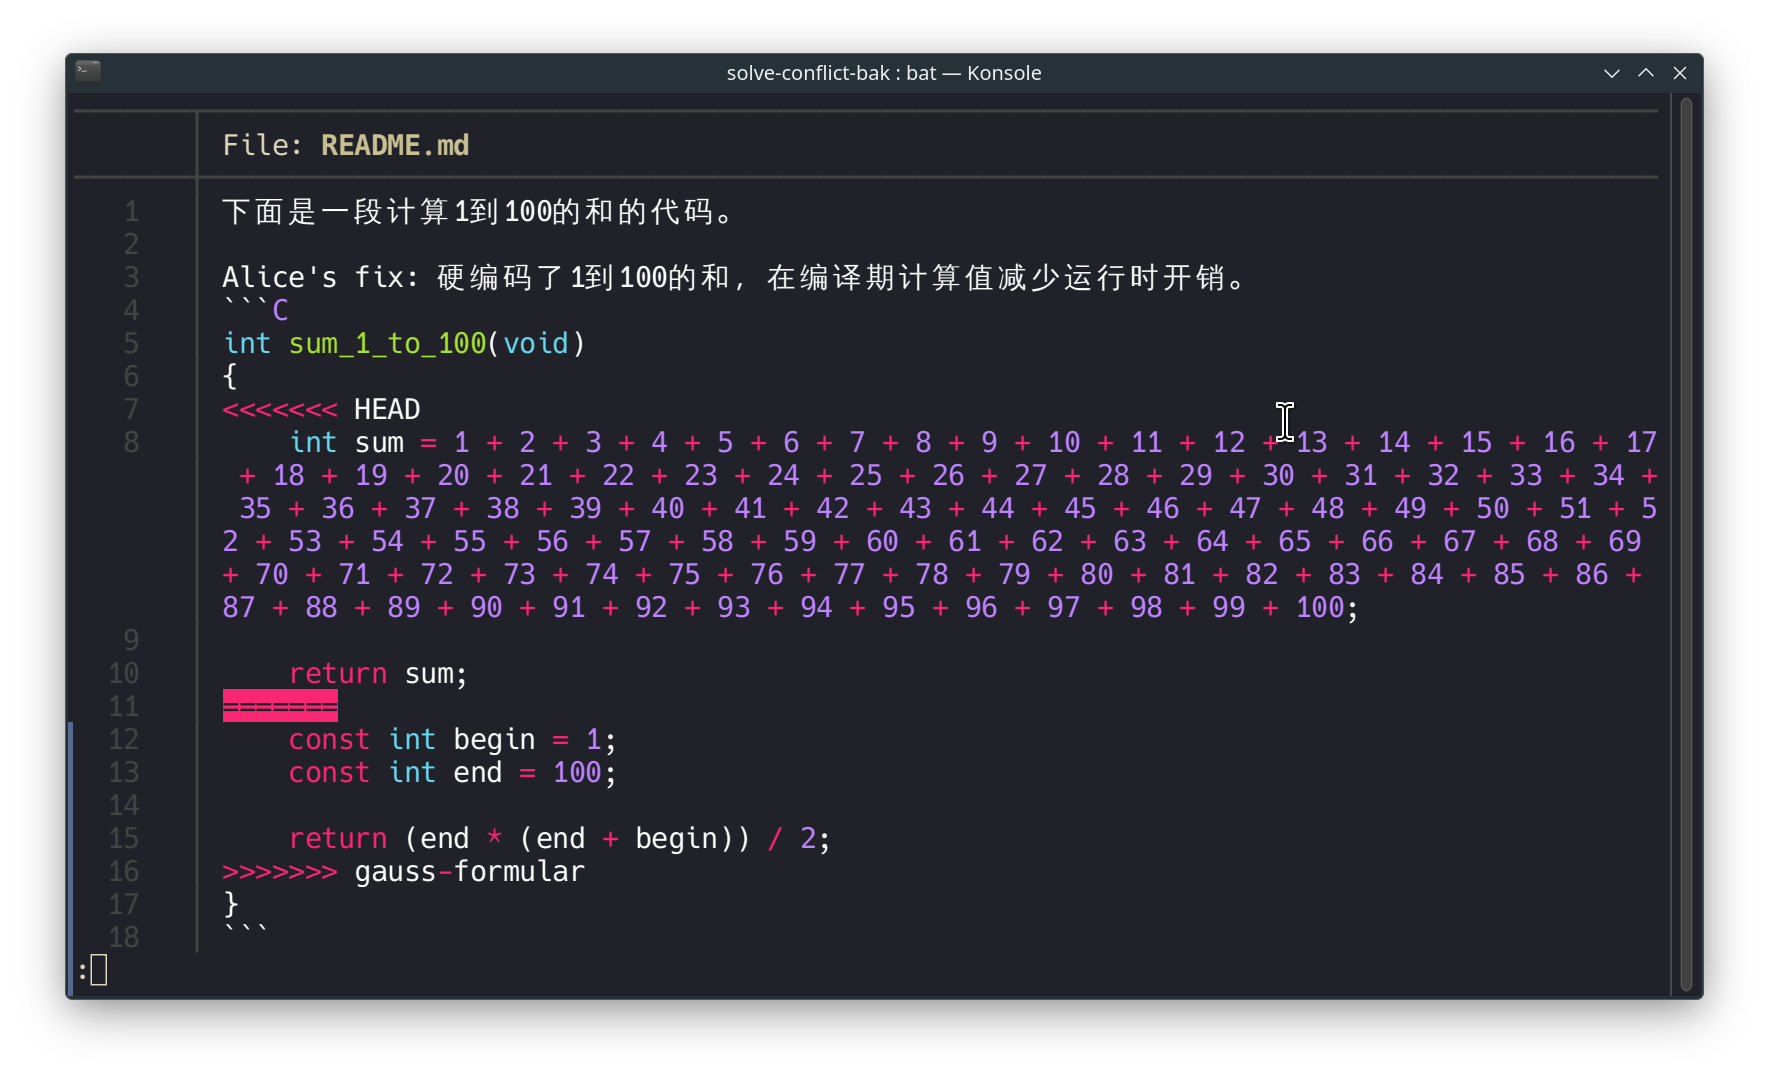 solve-conflict-bak : bat — Konsole
File: README.md
1 下面是一段计算1到100的和的代码。
2
3 Alice's fix: 硬编码了1到100的和, 在编译期计算值减少运行时开销。
4 ```C
5 int sum_1_to_100(void)
6 {
7 <<<<<<< HEAD
8     int sum = 1 + 2 + 3 + 4 + 5 + 6 + 7 + 8 + 9 + 10 + 11 + 12 + 13 + 14 + 15 + 16 + 17
 + 18 + 19 + 20 + 21 + 22 + 23 + 24 + 25 + 26 + 27 + 28 + 29 + 30 + 31 + 32 + 33 + 34 +
 35 + 36 + 37 + 38 + 39 + 40 + 41 + 42 + 43 + 44 + 45 + 46 + 47 + 48 + 49 + 50 + 51 + 5
2 + 53 + 54 + 55 + 56 + 57 + 58 + 59 + 60 + 61 + 62 + 63 + 64 + 65 + 66 + 67 + 68 + 69
+ 70 + 71 + 72 + 73 + 74 + 75 + 76 + 77 + 78 + 79 + 80 + 81 + 82 + 83 + 84 + 85 + 86 +
87 + 88 + 89 + 90 + 91 + 92 + 93 + 94 + 95 + 96 + 97 + 98 + 99 + 100;
9
10     return sum;
11 =======
12     const int begin = 1;
13     const int end = 100;
14
15     return (end * (end + begin)) / 2;
16 >>>>>>> gauss-formular
17 }
18 ```
: